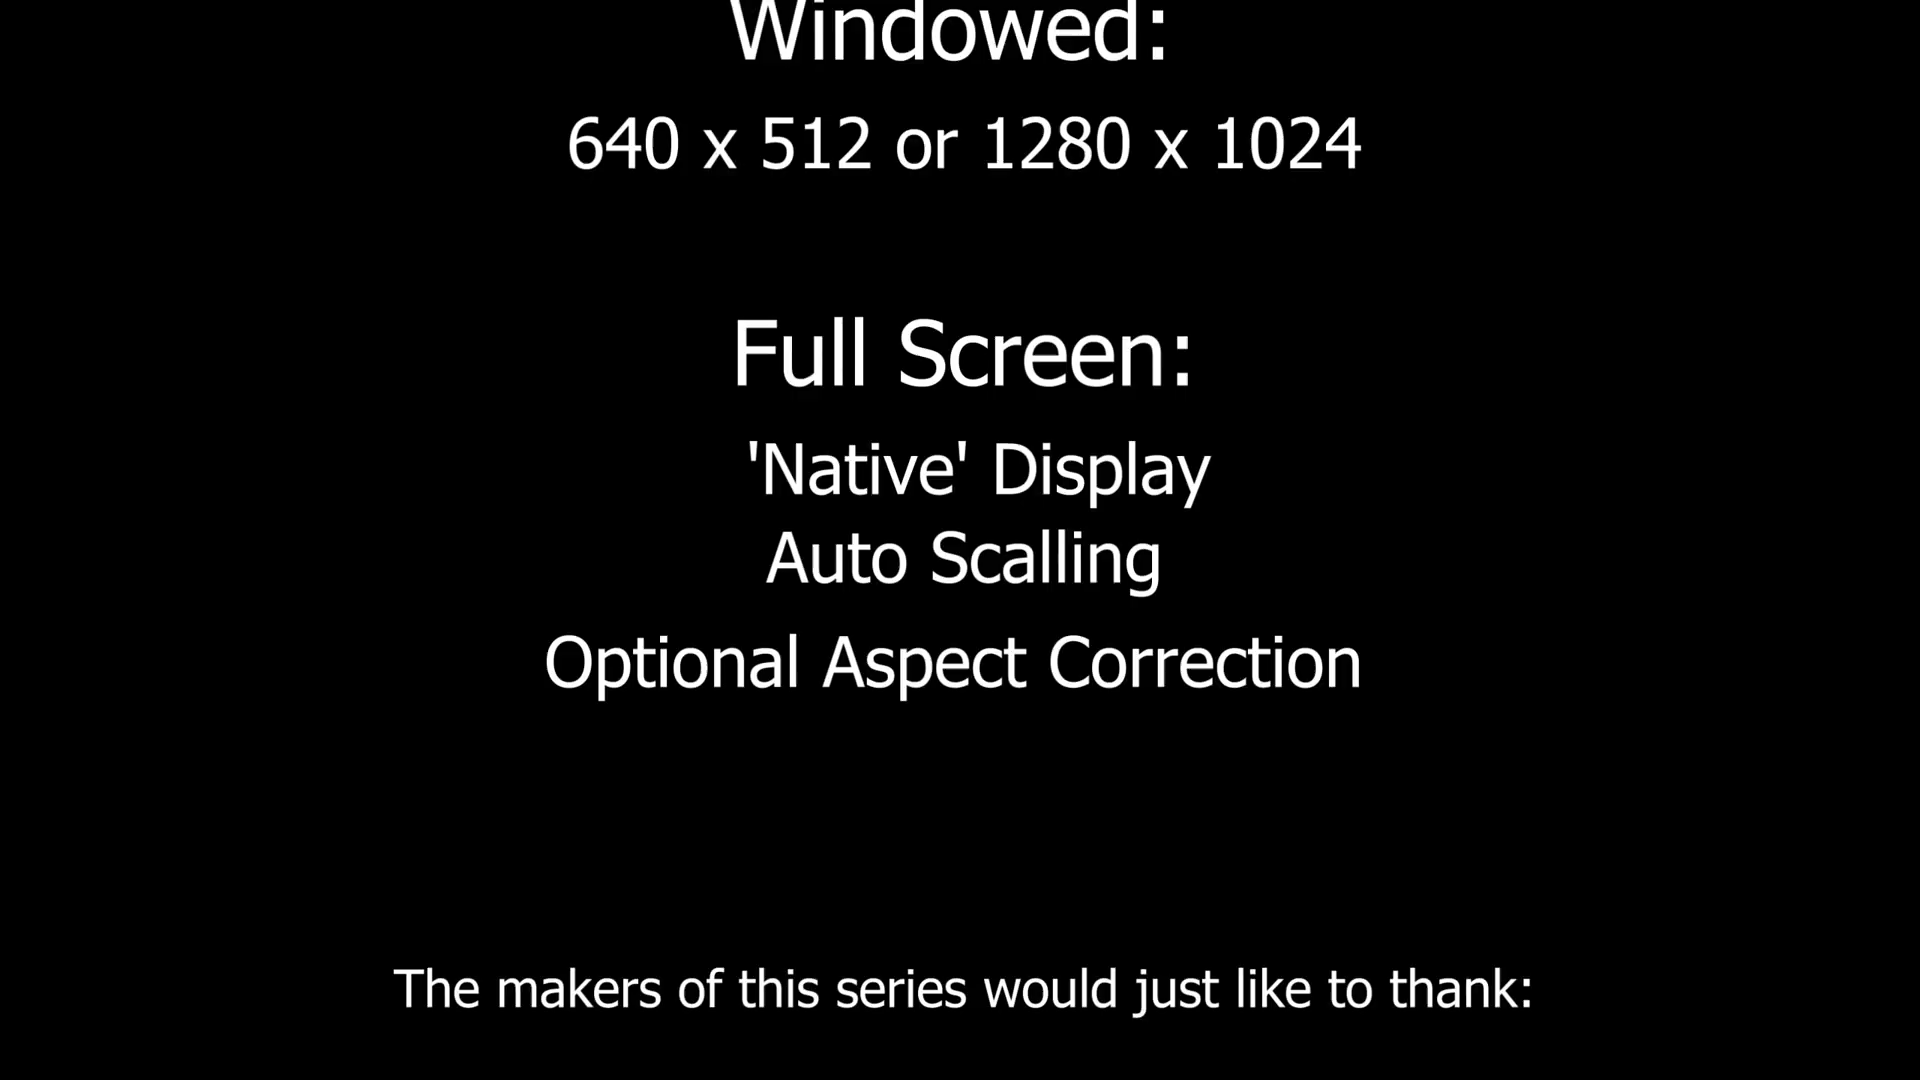 Windowed:
640 x 512 or 1280 x 1024
Full Screen:
'Native' Display
Auto Scalling
Optional Aspect Correction
The makers of this series would just like to thank: